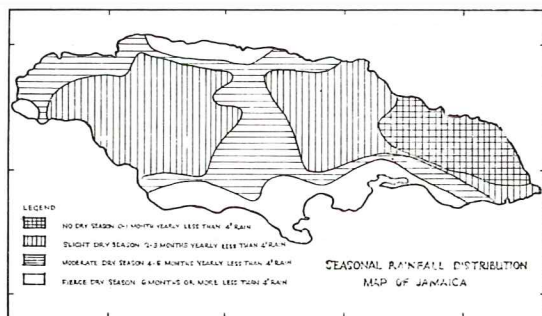 LEGEND
NO DRY SEASON 0-1 MONTH YEARLY LESS THAN 4" RAIN
SLIGHT DRY SEASON 2-3 MONTHS YEARLY LESS THAN 4" RAIN
MODERATE DRY SEASON 4-5 MONTHS YEARLY LESS THAN 4" RAIN
FIERCE DRY SEASON 6 MONTHS OR MORE LESS THAN 4" RAIN
SEASONAL RAINFALL DISTRIBUTION
MAP OF JAMAICA